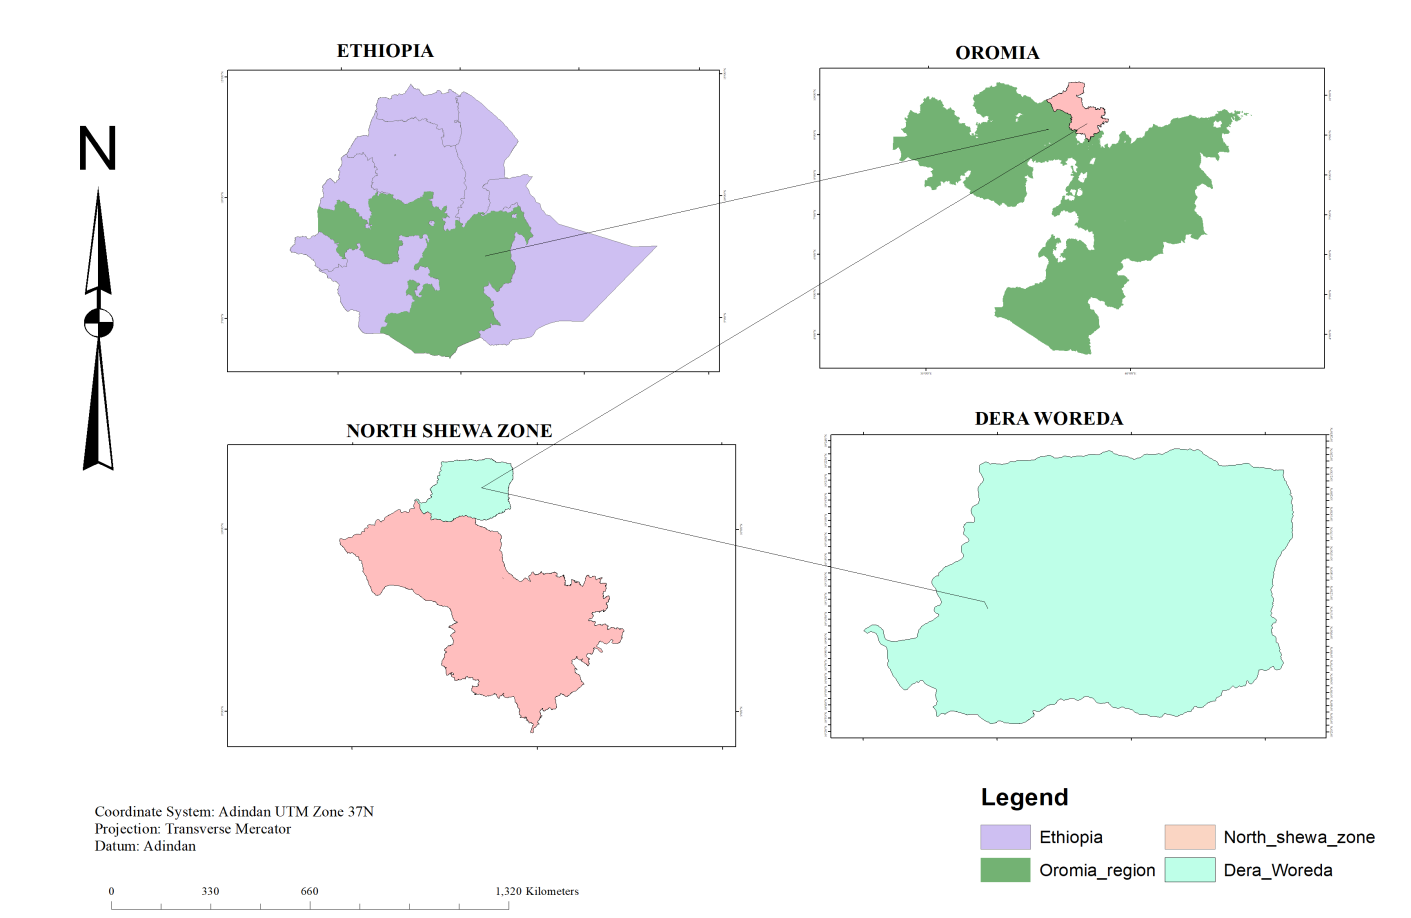 ETHIOPIA
OROMIA
N
NORTH SHEWA ZONE
DERA WOREDA
Coordinate System: Adindan UTM Zone 37N
Projection: Transverse Mercator
Datum: Adindan
0 330 660 1,320 Kilometers
Legend
Ethiopia North_shewa_zone
Oromia_region Dera_Woreda